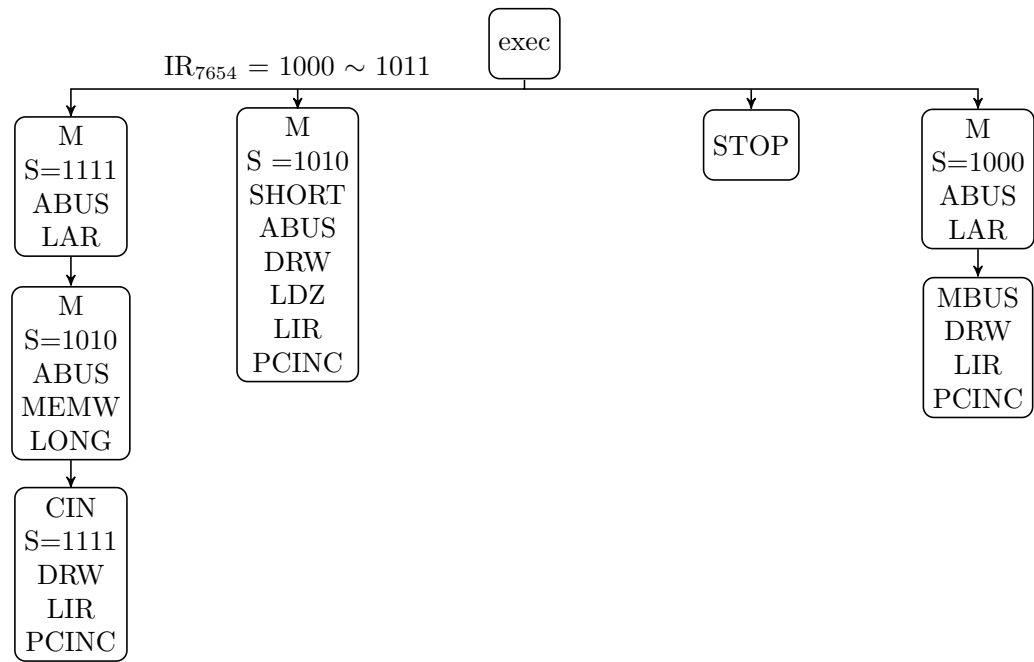 exec
IR₇₆₅₄ = 1000 ∼ 1011
M
S=1111
ABUS
LAR
M
S=1010
ABUS
MEMW
LONG
CIN
S=1111
DRW
LIR
PCINC
M
S =1010
SHORT
ABUS
DRW
LDZ
LIR
PCINC
STOP
M
S=1000
ABUS
LAR
MBUS
DRW
LIR
PCINC